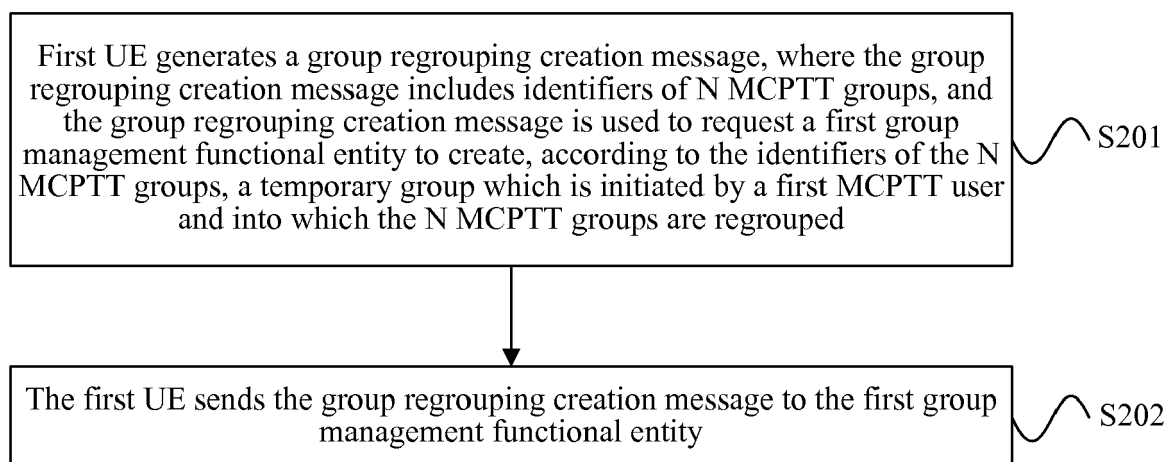 First UE generates a group regrouping creation message, where the group
regrouping creation message includes identifiers of N MCPTT groups, and
the group regrouping creation message is used to request a first group
management functional entity to create, according to the identifiers of the N
MCPTT groups, a temporary group which is initiated by a first MCPTT user
and into which the N MCPTT groups are regrouped
S201
The first UE sends the group regrouping creation message to the first group
management functional entity
S202